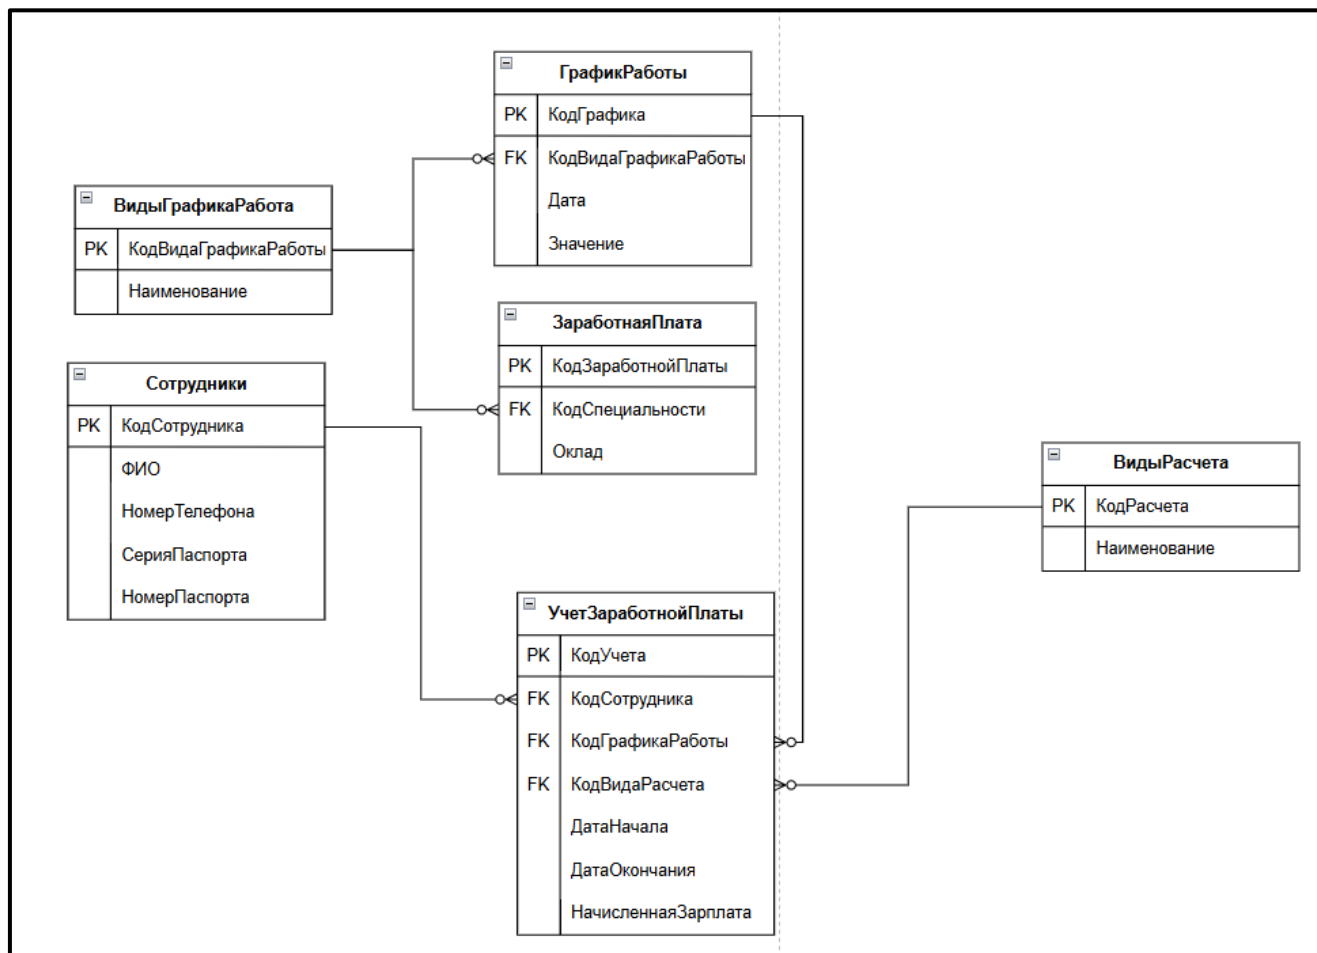 ГрафикРаботы
PK КодГрафика
FK КодВидаГрафикаРаботы
Дата
Значение
ВидыГрафикаРабота
PK КодВидаГрафикаРаботы
Наименование
ЗаработнаяПлата
PK КодЗаработнойПлаты
FK КодСпециальности
Оклад
Сотрудники
PK КодСотрудника
ФИО
НомерТелефона
СерияПаспорта
НомерПаспорта
ВидыРасчета
PK КодРасчета
Наименование
УчетЗаработнойПлаты
PK КодУчета
FK КодСотрудника
FK КодГрафикаРаботы
FK КодВидаРасчета
ДатаНачала
ДатаОкончания
НачисленнаяЗарплата